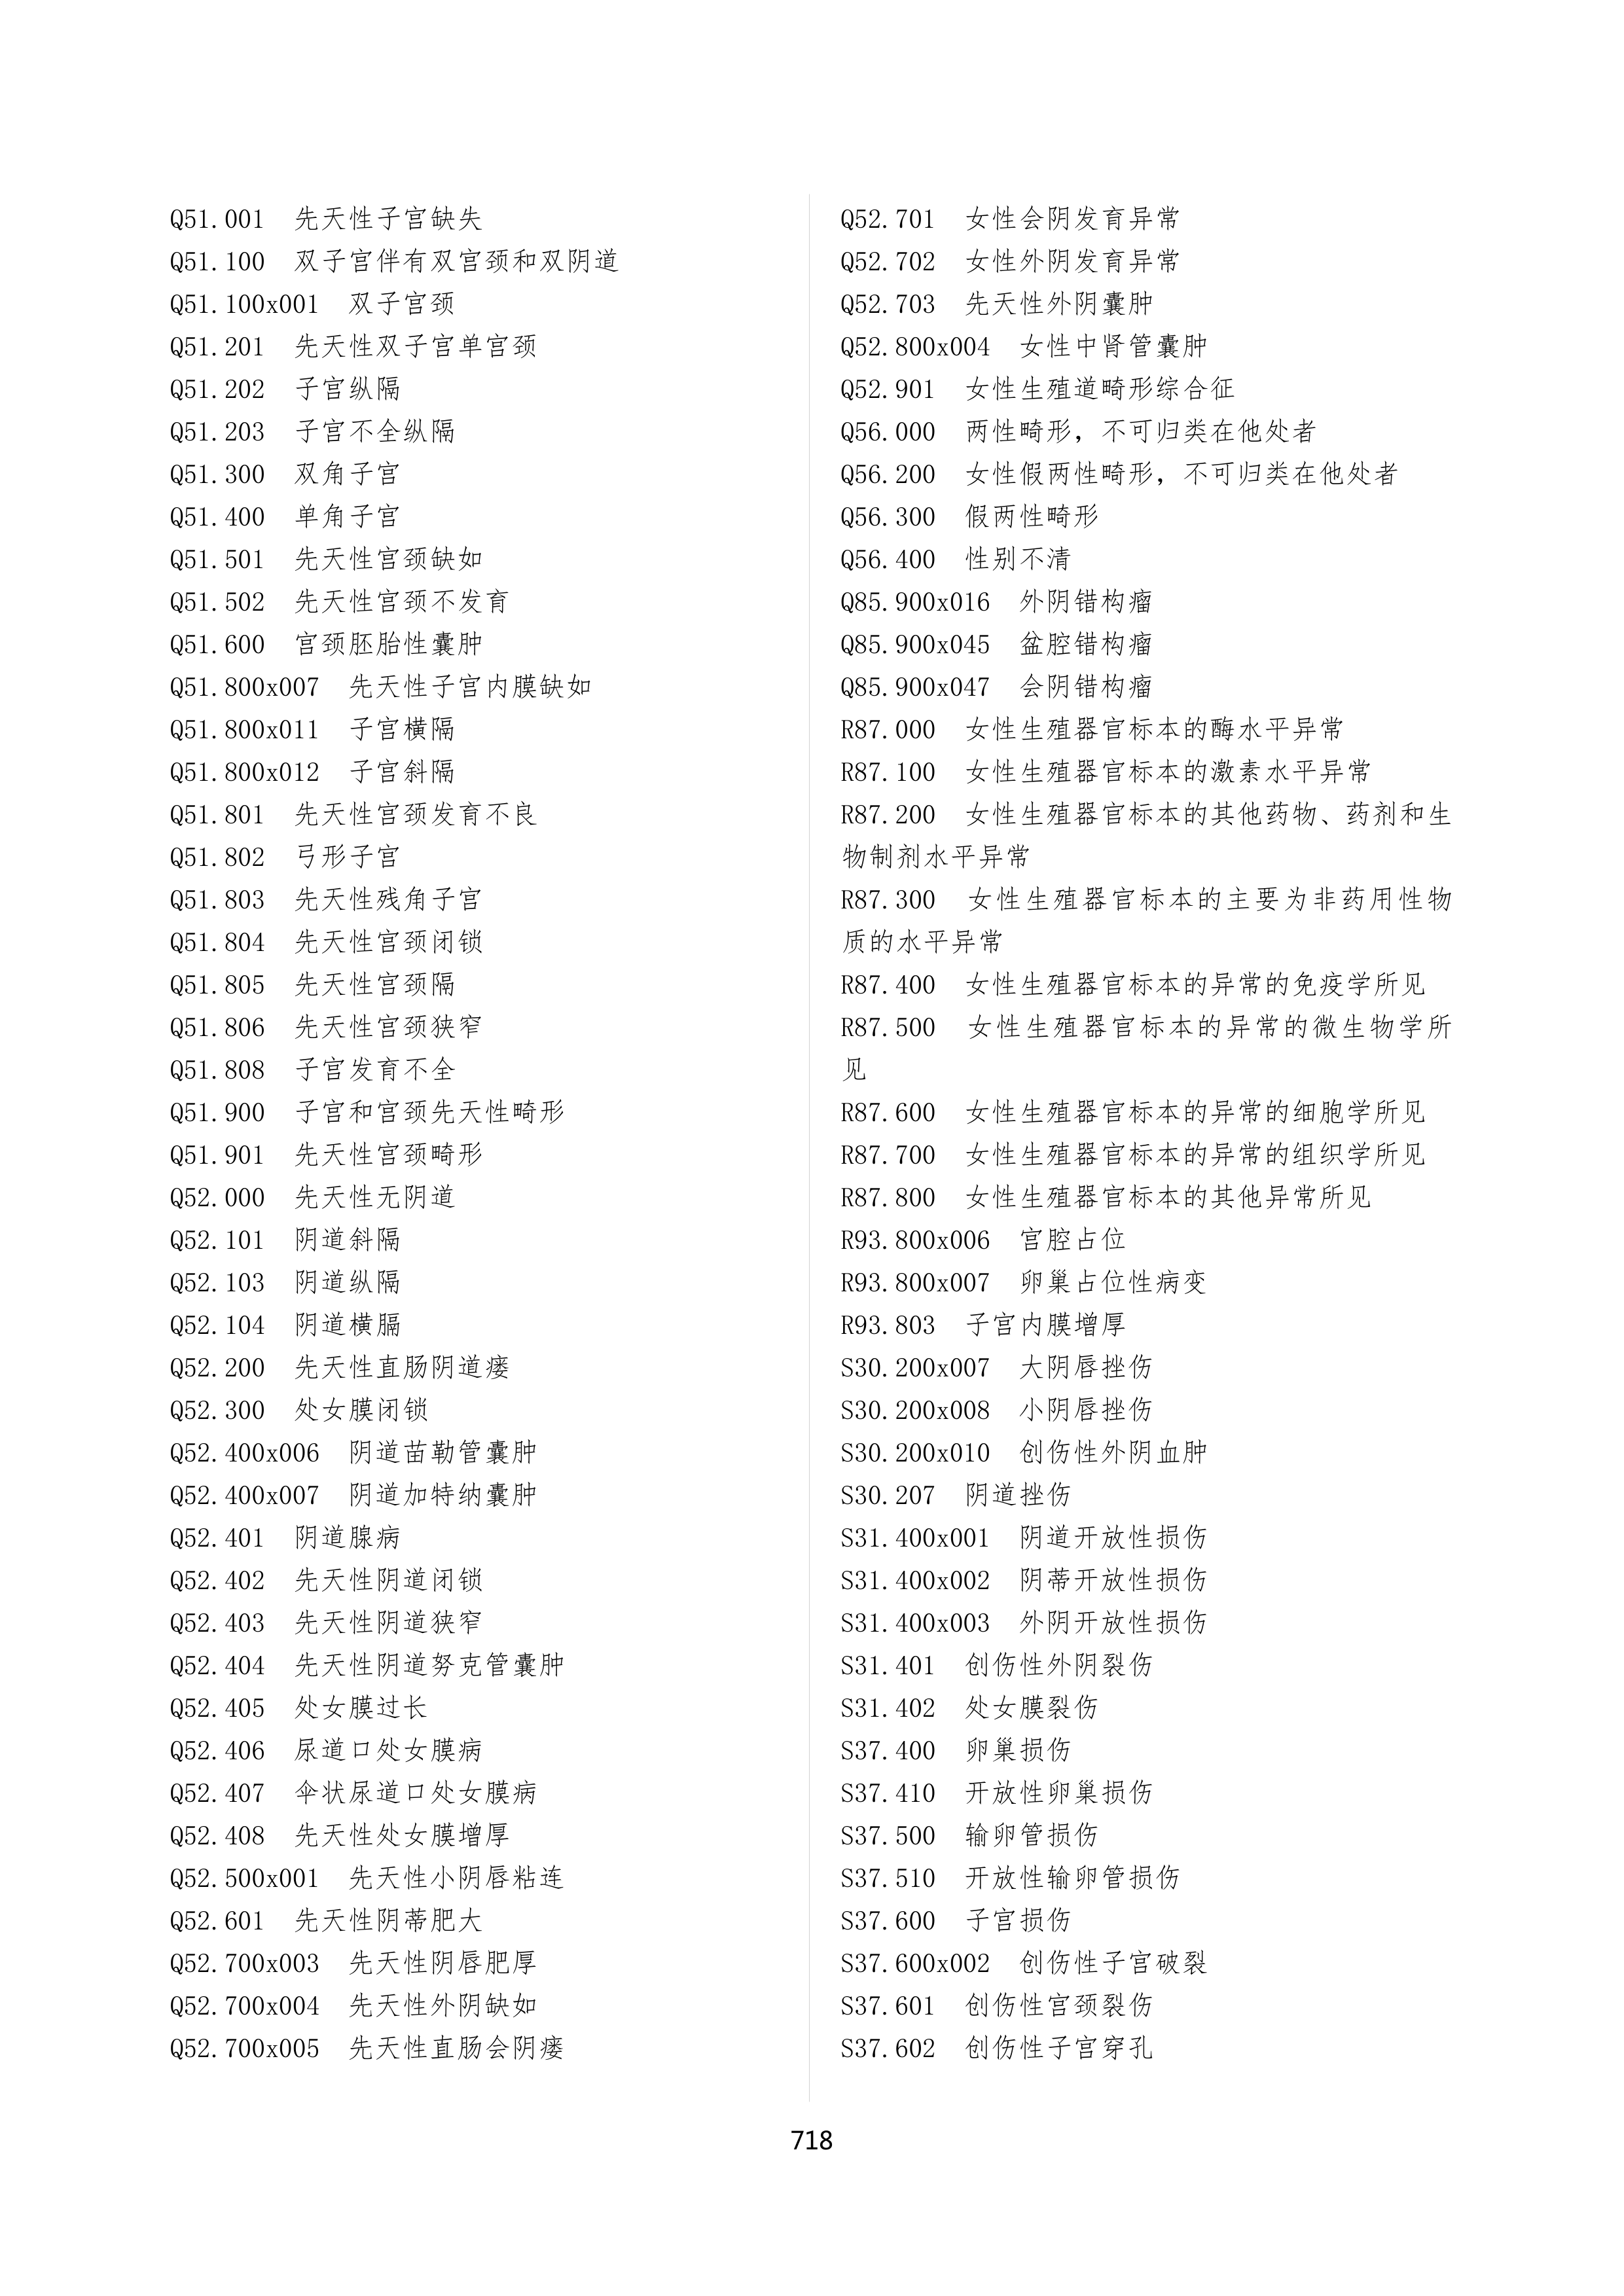 Q51.001 先天性子宫缺失
Q51.100 双子宫伴有双宫颈和双阴道
Q51.100x001 双子宫颈
Q51.201 先天性双子宫单宫颈
Q51.202 子宫纵隔
Q51.203 子宫不全纵隔
Q51.300 双角子宫
Q51.400 单角子宫
Q51.501 先天性宫颈缺如
Q51.502 先天性宫颈不发育
Q51.600 宫颈胚胎性囊肿
Q51.800x007 先天性子宫内膜缺如
Q51.800x011 子宫横隔
Q51.800x012 子宫斜隔
Q51.801 先天性宫颈发育不良
Q51.802 弓形子宫
Q51.803 先天性残角子宫
Q51.804 先天性宫颈闭锁
Q51.805 先天性宫颈隔
Q51.806 先天性宫颈狭窄
Q51.808 子宫发育不全
Q51.900 子宫和宫颈先天性畸形
Q51.901 先天性宫颈畸形
Q52.000 先天性无阴道
Q52.101 阴道斜隔
Q52.103 阴道纵隔
Q52.104 阴道横膈
Q52.200 先天性直肠阴道瘘
Q52.300 处女膜闭锁
Q52.400x006 阴道苗勒管囊肿
Q52.400x007 阴道加特纳囊肿
Q52.401 阴道腺病
Q52.402 先天性阴道闭锁
Q52.403 先天性阴道狭窄
Q52.404 先天性阴道努克管囊肿
Q52.405 处女膜过长
Q52.406 尿道口处女膜病
Q52.407 伞状尿道口处女膜病
Q52.408 先天性处女膜增厚
Q52.500x001 先天性小阴唇粘连
Q52.601 先天性阴蒂肥大
Q52.700x003 先天性阴唇肥厚
Q52.700x004 先天性外阴缺如
Q52.700x005 先天性直肠会阴瘘
Q52.701 女性会阴发育异常
Q52.702 女性外阴发育异常
Q52.703 先天性外阴囊肿
Q52.800x004 女性中肾管囊肿
Q52.901 女性生殖道畸形综合征
Q56.000 两性畸形，不可归类在他处者
Q56.200 女性假两性畸形，不可归类在他处者
Q56.300 假两性畸形
Q56.400 性别不清
Q85.900x016 外阴错构瘤
Q85.900x045 盆腔错构瘤
Q85.900x047 会阴错构瘤
R87.000 女性生殖器官标本的酶水平异常
R87.100 女性生殖器官标本的激素水平异常
R87.200 女性生殖器官标本的其他药物、药剂和生
物制剂水平异常
R87.300 女性生殖器官标本的主要为非药用性物
质的水平异常
R87.400 女性生殖器官标本的异常的免疫学所见
R87.500 女性生殖器官标本的异常的微生物学所
见
R87.600 女性生殖器官标本的异常的细胞学所见
R87.700 女性生殖器官标本的异常的组织学所见
R87.800 女性生殖器官标本的其他异常所见
R93.800x006 宫腔占位
R93.800x007 卵巢占位性病变
R93.803 子宫内膜增厚
S30.200x007 大阴唇挫伤
S30.200x008 小阴唇挫伤
S30.200x010 创伤性外阴血肿
S30.207 阴道挫伤
S31.400x001 阴道开放性损伤
S31.400x002 阴蒂开放性损伤
S31.400x003 外阴开放性损伤
S31.401 创伤性外阴裂伤
S31.402 处女膜裂伤
S37.400 卵巢损伤
S37.410 开放性卵巢损伤
S37.500 输卵管损伤
S37.510 开放性输卵管损伤
S37.600 子宫损伤
S37.600x002 创伤性子宫破裂
S37.601 创伤性宫颈裂伤
S37.602 创伤性子宫穿孔
718